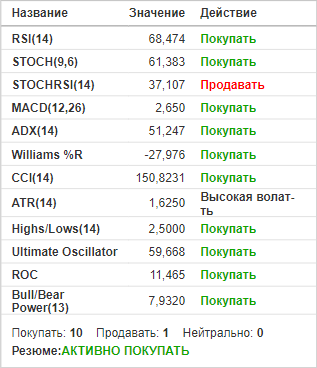 Название Значение Действие
RSI(14) 68,474 Покупать
STOCH(9,6) 61,383 Покупать
STOCHRSI(14) 37,107 Продавать
MACD(12,26) 2,650 Покупать
ADX(14) 51,247 Покупать
Williams %R -27,976 Покупать
CCI(14) 150,8231 Покупать
ATR(14) 1,6250 Высокая волат-
ть
Highs/Lows(14) 2,5000 Покупать
Ultimate Oscillator 59,668 Покупать
ROC 11,465 Покупать
Bull/Bear
Power(13) 7,9320 Покупать
Покупать: 10 Продавать: 1 Нейтрально: 0
Резюме:АКТИВНО ПОКУПАТЬ